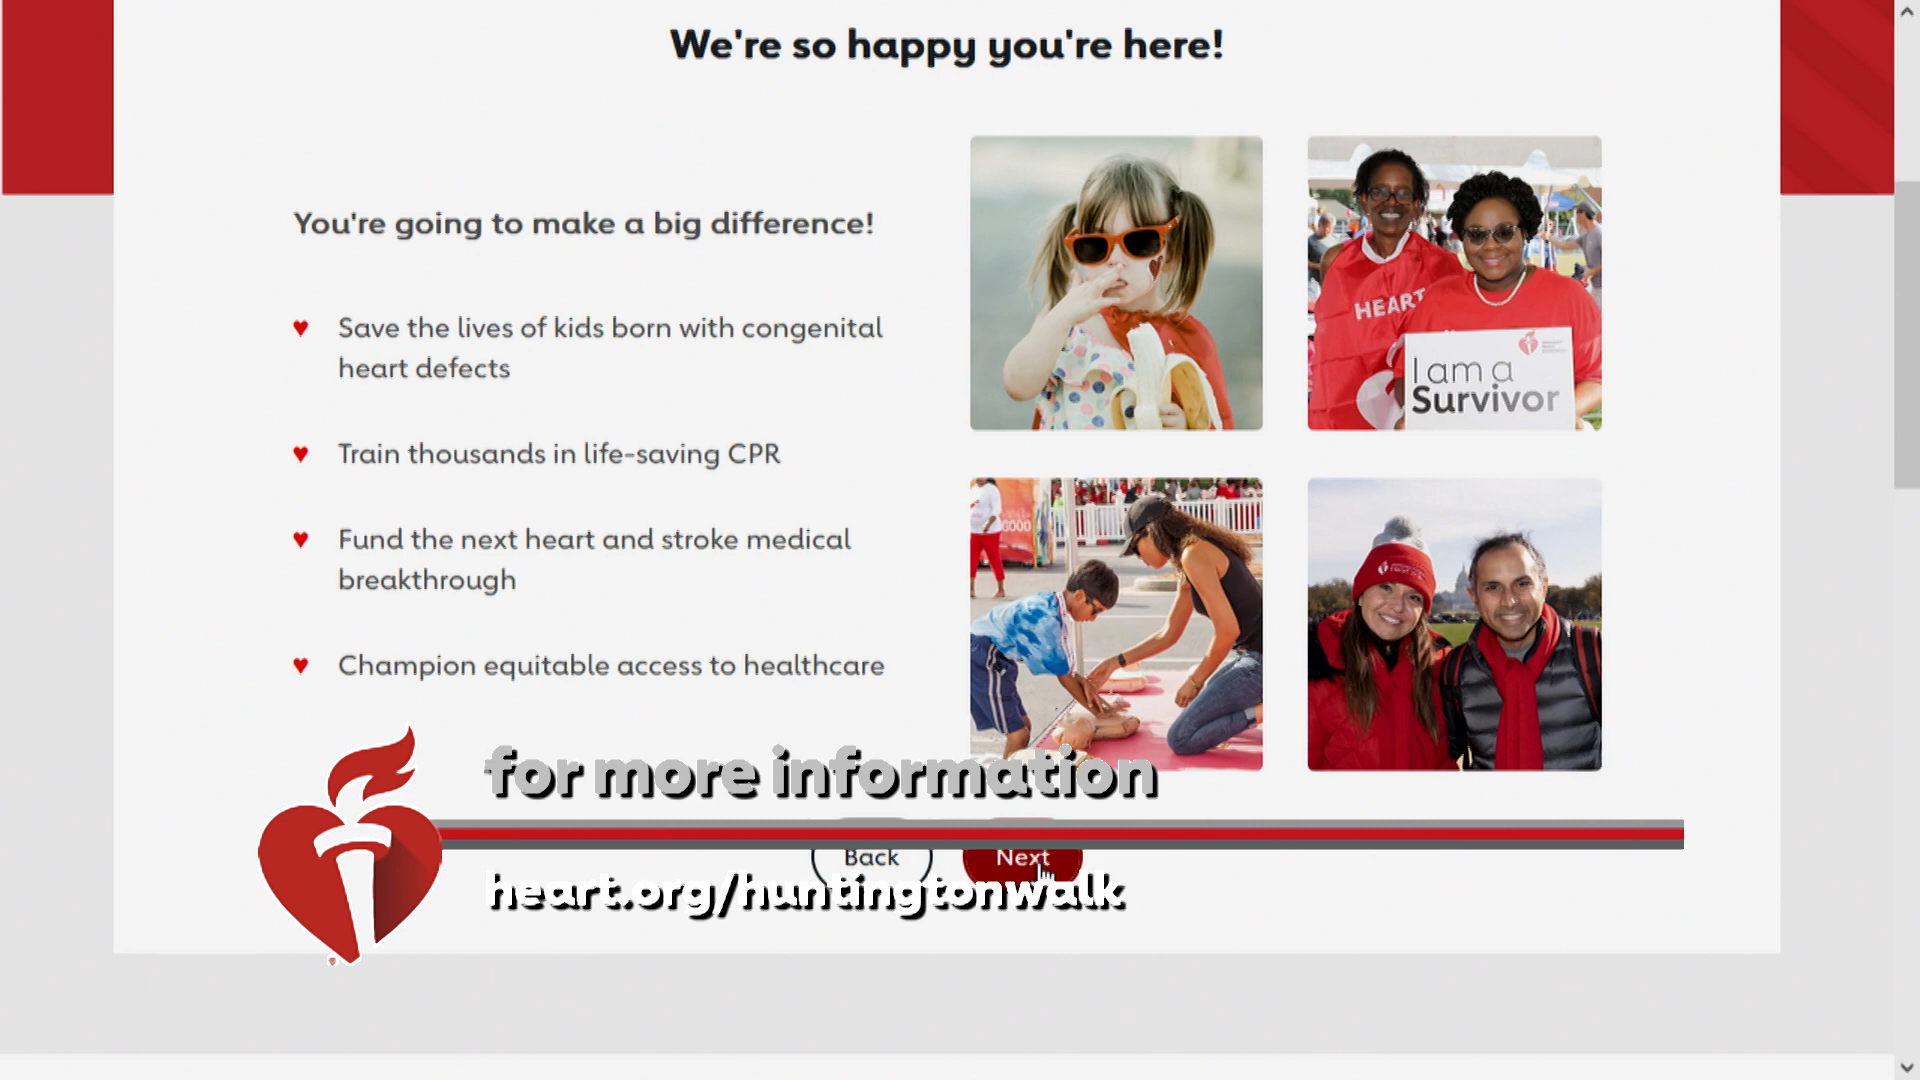 We're so happy you're here!
You're going to make a big difference!
Save the lives of kids born with congenital
heart defects
Train thousands in life-saving CPR
Fund the next heart and stroke medical
breakthrough
Champion equitable access to healthcare
HEART
I am a
Survivor
for more information
Back
Next
heart.org/huntingtonwalk